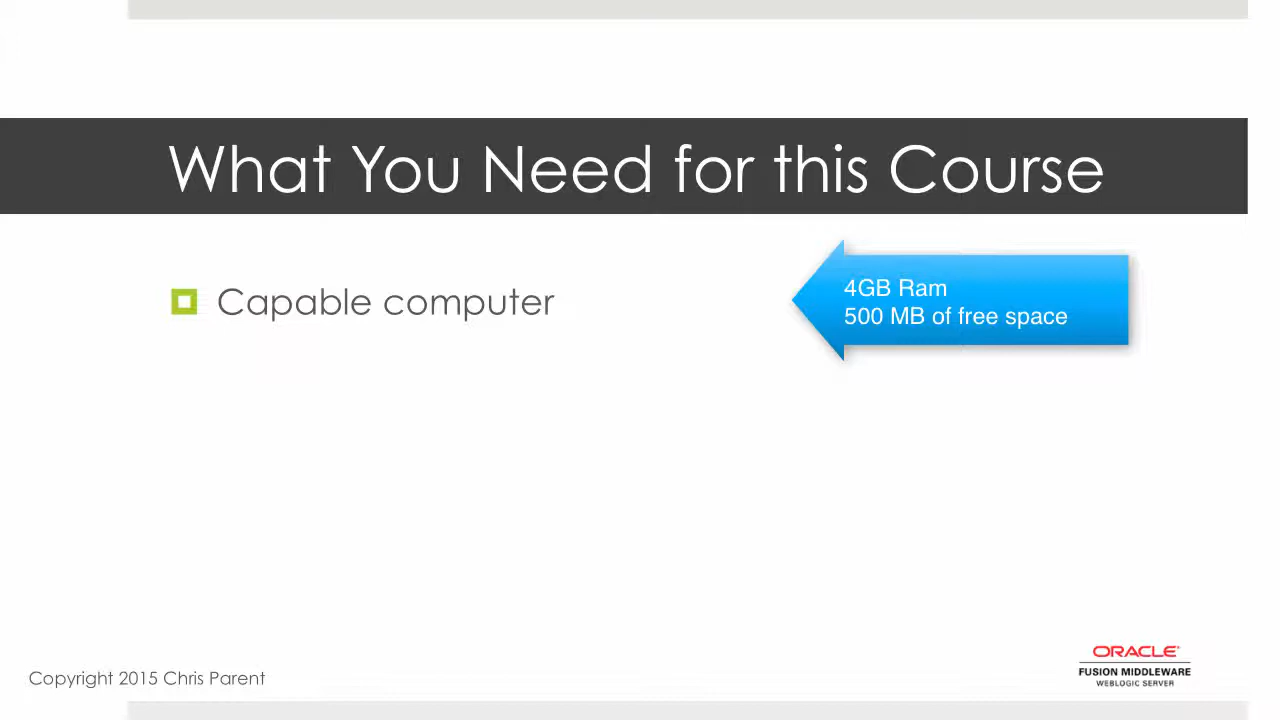 What You Need for this Course
Capable computer
4GB Ram
500 MB of free space
Copyright 2015 Chris Parent
ORACLE®
FUSION MIDDLEWARE
WEBLOGIC SERVER